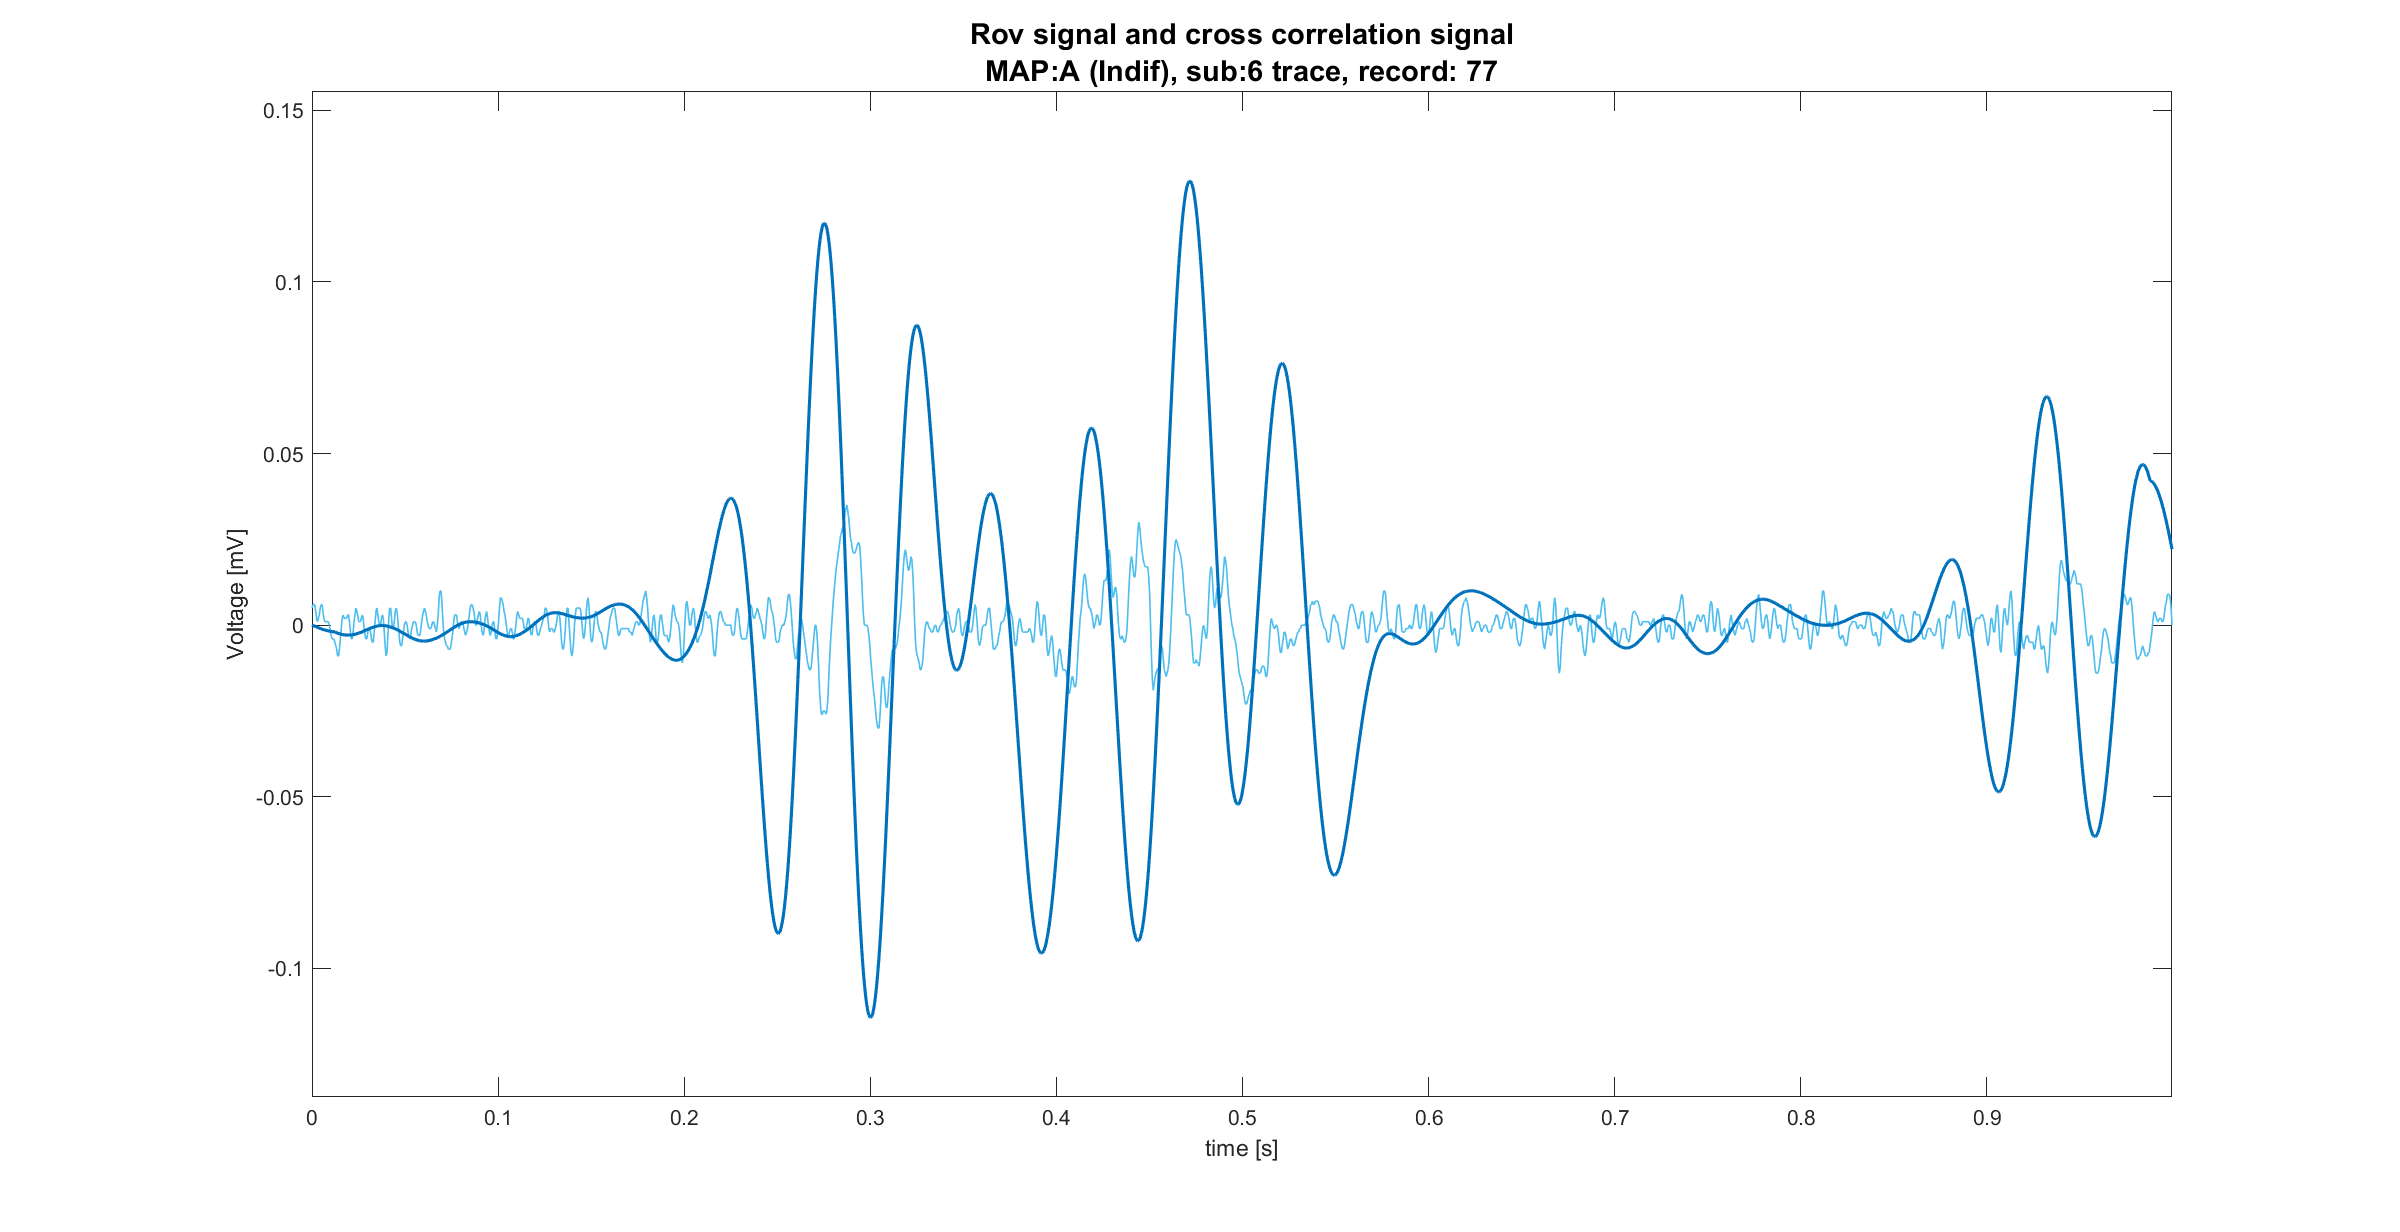 Rov signal and cross correlation signal
MAP:A (Indif), sub:6 trace, record: 77
0.15
0.1
0.05
0
-0.05
-0.1
Voltage [mV]
0 0.1 0.2 0.3 0.4 0.5 0.6 0.7 0.8 0.9
time [s]